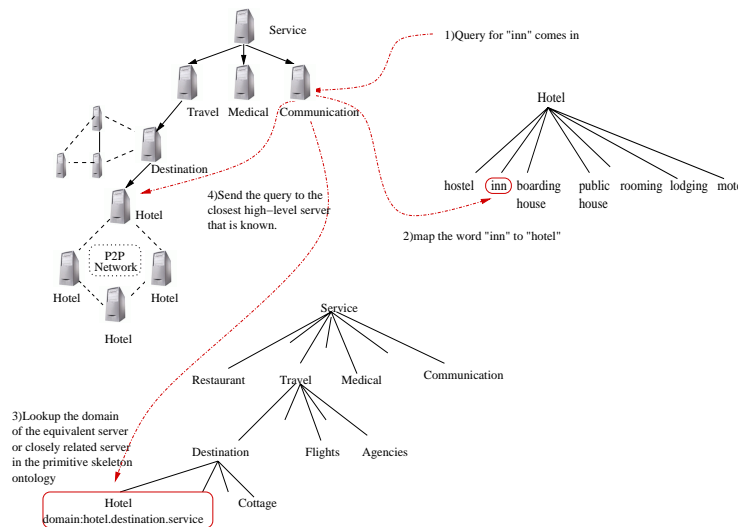 Service
1)Query for "inn" comes in
Travel
Medical
Communication
Hotel
Destination
hostel
inn
boarding house
public house
rooming
lodging
mote
4)Send the query to the
closest high-level server
that is known.
Hotel
2)map the word "inn" to "hotel"
P2P
Network
Hotel
Hotel
Hotel
Service
Restaurant
Travel
Medical
Communication
3)Lookup the domain
of the equivalent server
or closely related server
in the primitive skeleton
ontology
Destination
Flights
Agencies
Hotel
domain:hotel.destination.service
Cottage